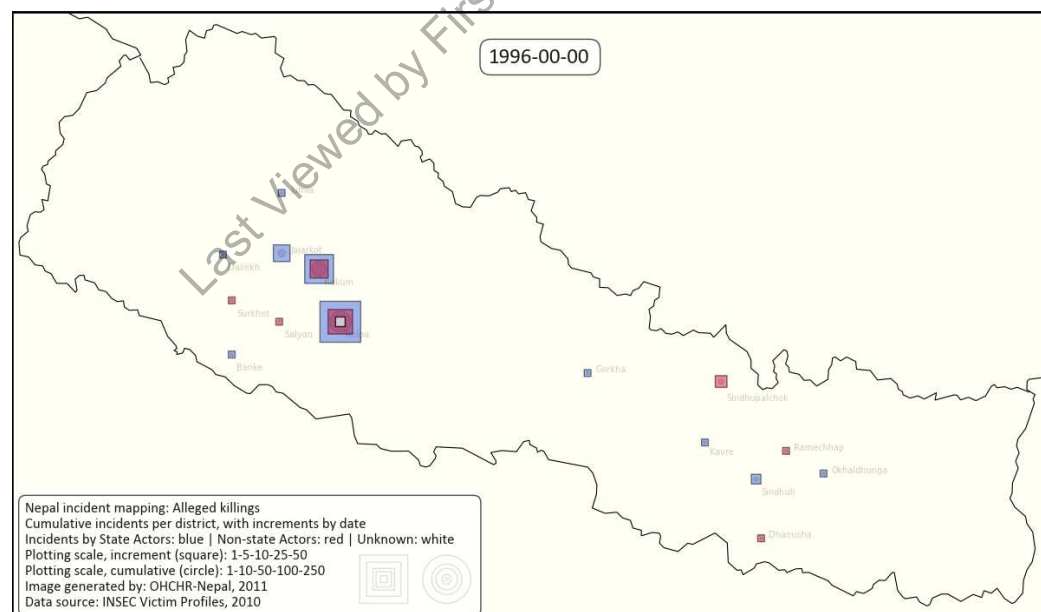 1996-00-00
Last Viewed by Firs
Jumla
Jajarkot
Dailekh
Rukum
Surkhet
Salyan
Rolpa
Banke
Gorkha
Sindhupalchok
Kavre
Ramechhap
Okhaldhunga
Sindhuli
Dhanusha
Nepal incident mapping: Alleged killings
Cumulative incidents per district, with increments by date
Incidents by State Actors: blue | Non-state Actors: red | Unknown: white
Plotting scale, increment (square): 1-5-10-25-50
Plotting scale, cumulative (circle): 1-10-50-100-250
Image generated by: OHCHR-Nepal, 2011
Data source: INSEC Victim Profiles, 2010